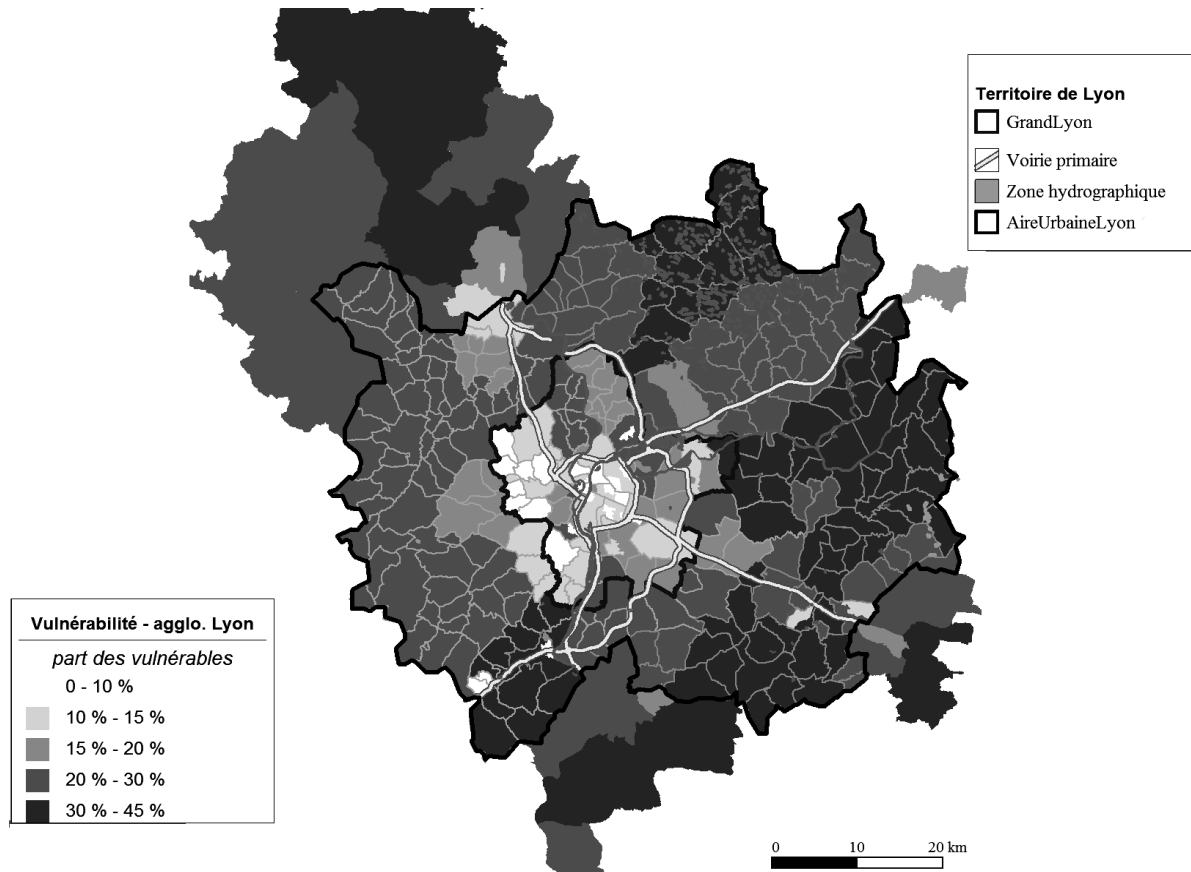 Territoire de Lyon
GrandLyon
Voirie primaire
Zone hydrographique
AireUrbaineLyon
Vulnérabilité - agglo. Lyon
part des vulnérables
0 - 10 %
10 % - 15 %
15 % - 20 %
20 % - 30 %
30 % - 45 %
0 10 20 km